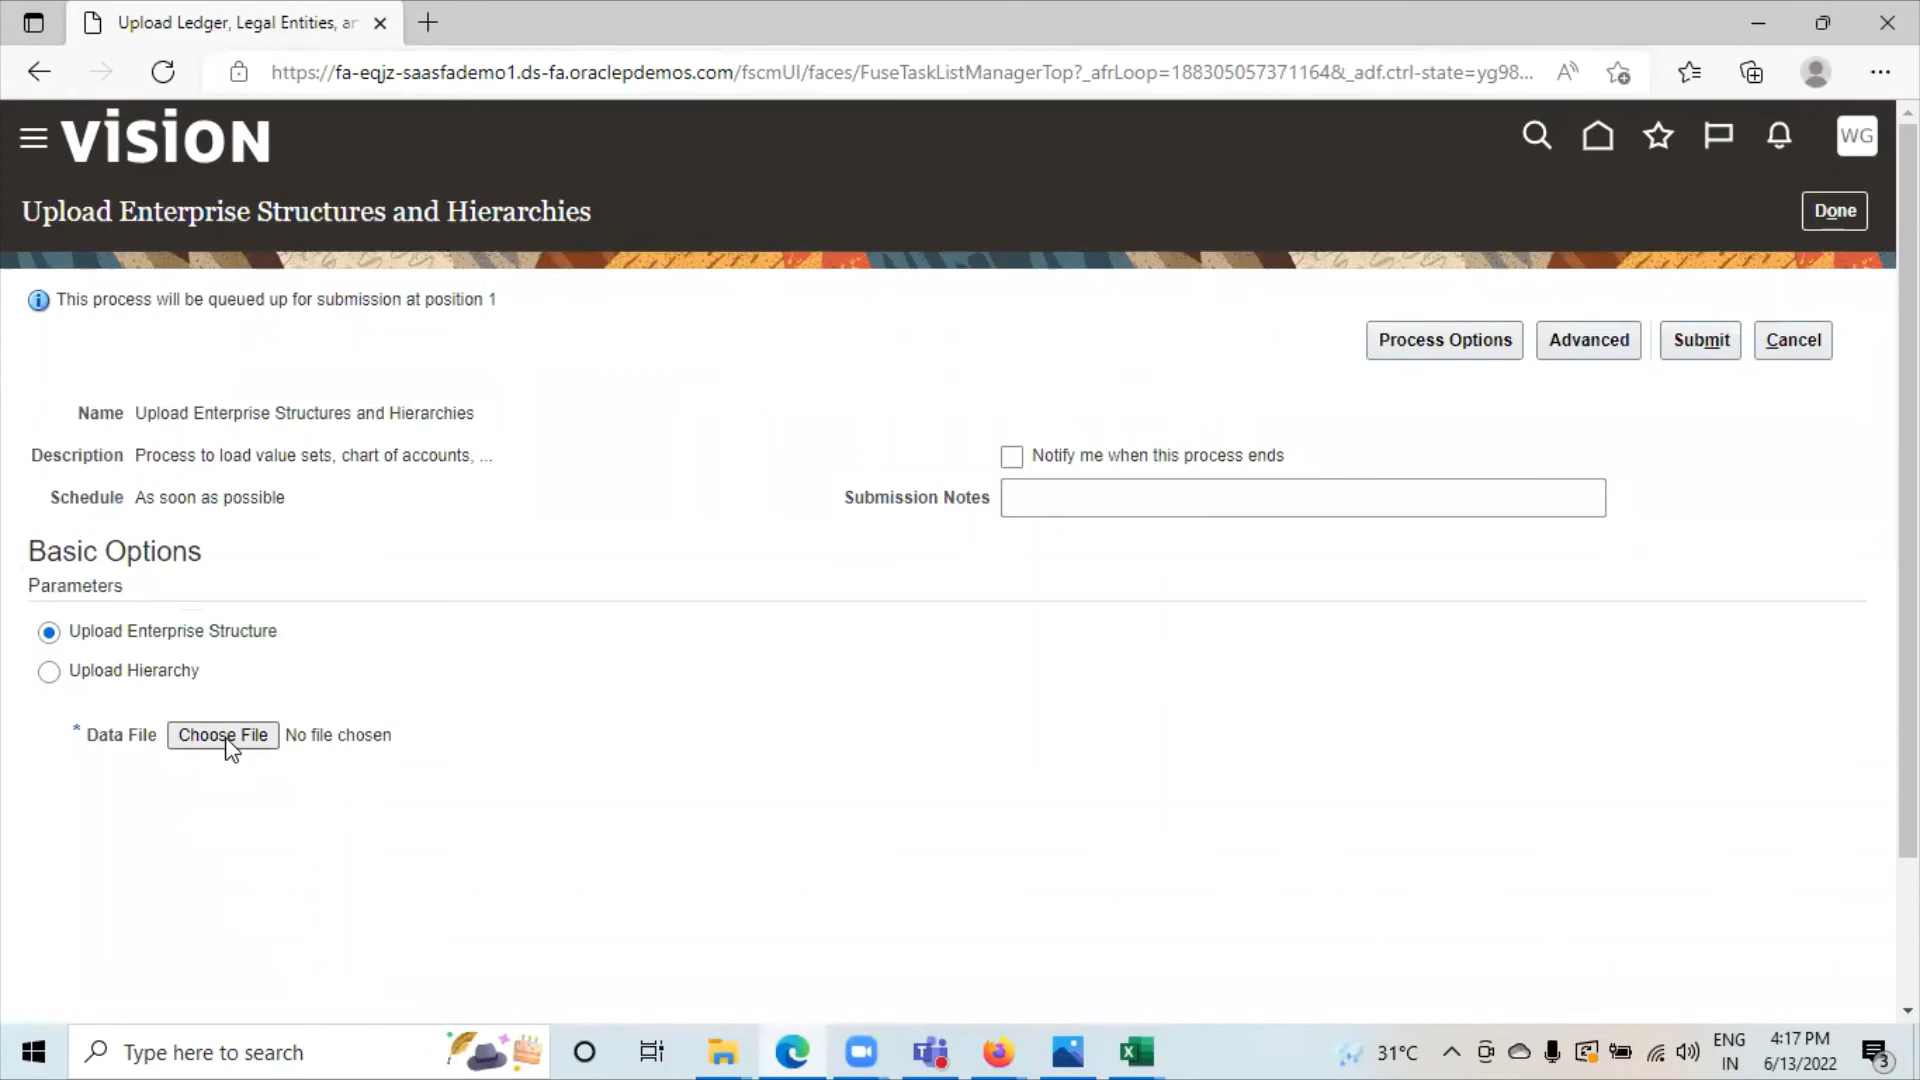 Upload Ledger, Legal Entities, ar
https://fa-eqjz-saasfademo1.ds-fa.oraclepdemos.com/fscmUI/faces/FuseTaskListManagerTop?_afrLoop=188305057371164&_adf.ctrl-state=yg98...
VISION
WG
Upload Enterprise Structures and Hierarchies
Done
This process will be queued up for submission at position 1
Process Options
Advanced
Submit
Cancel
Name Upload Enterprise Structures and Hierarchies
Description Process to load value sets, chart of accounts, ...
Notify me when this process ends
Schedule As soon as possible
Submission Notes
Basic Options
Parameters
Upload Enterprise Structure
Upload Hierarchy
* Data File Choose File No file chosen
Type here to search
31°C
ENG
IN
4:17 PM
6/13/2022
3